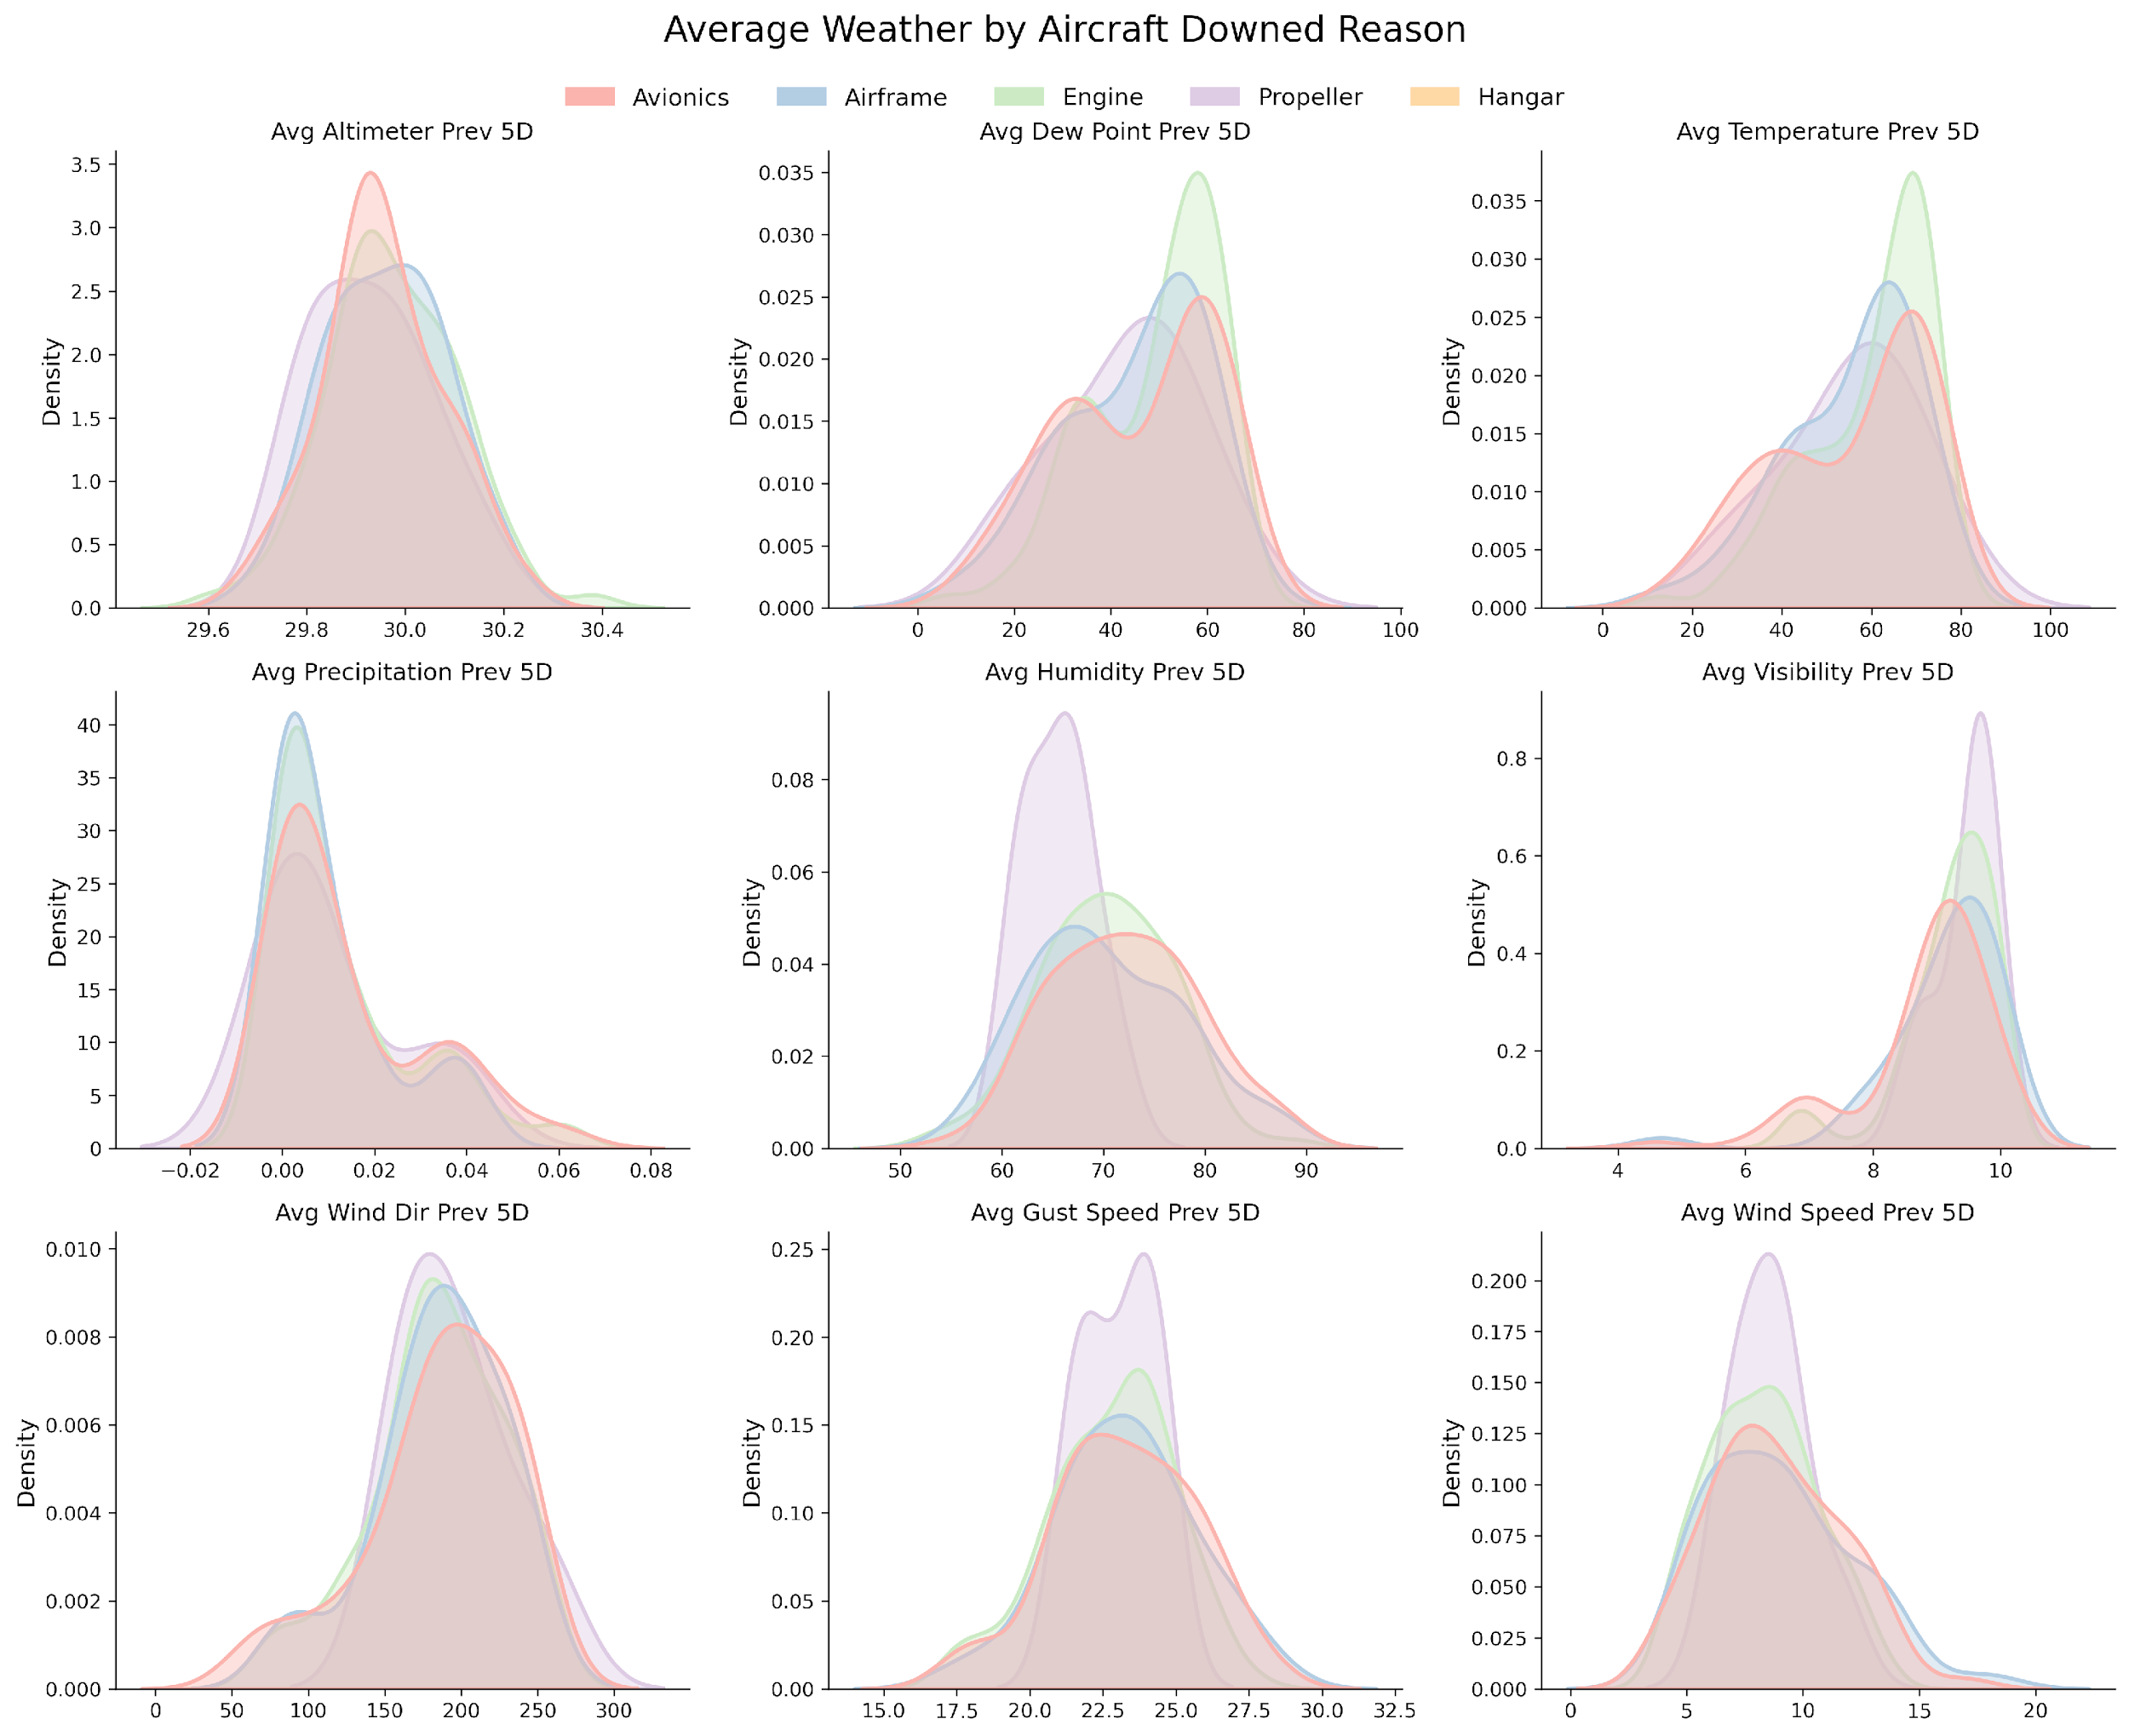 Average Weather by Aircraft Downed Reason
Avionics Airframe Engine Propeller Hangar
Avg Altimeter Prev 5D
Density
3.5
3.0
2.5
2.0
1.5
1.0
0.5
0.0
29.6 29.8 30.0 30.2 30.4
Avg Dew Point Prev 5D
Density
0.035
0.030
0.025
0.020
0.015
0.010
0.005
0.000
0 20 40 60 80 100
Avg Temperature Prev 5D
Density
0.035
0.030
0.025
0.020
0.015
0.010
0.005
0.000
0 20 40 60 80 100
Avg Precipitation Prev 5D
Density
40
35
30
25
20
15
10
5
0
−0.02 0.00 0.02 0.04 0.06 0.08
Avg Humidity Prev 5D
Density
0.08
0.06
0.04
0.02
0.00
50 60 70 80 90
Avg Visibility Prev 5D
Density
0.8
0.6
0.4
0.2
0.0
4 6 8 10
Avg Wind Dir Prev 5D
Density
0.010
0.008
0.006
0.004
0.002
0.000
0 50 100 150 200 250 300
Avg Gust Speed Prev 5D
Density
0.25
0.20
0.15
0.10
0.05
0.00
15.0 17.5 20.0 22.5 25.0 27.5 30.0 32.5
Avg Wind Speed Prev 5D
Density
0.200
0.175
0.150
0.125
0.100
0.075
0.050
0.025
0.000
0 5 10 15 20